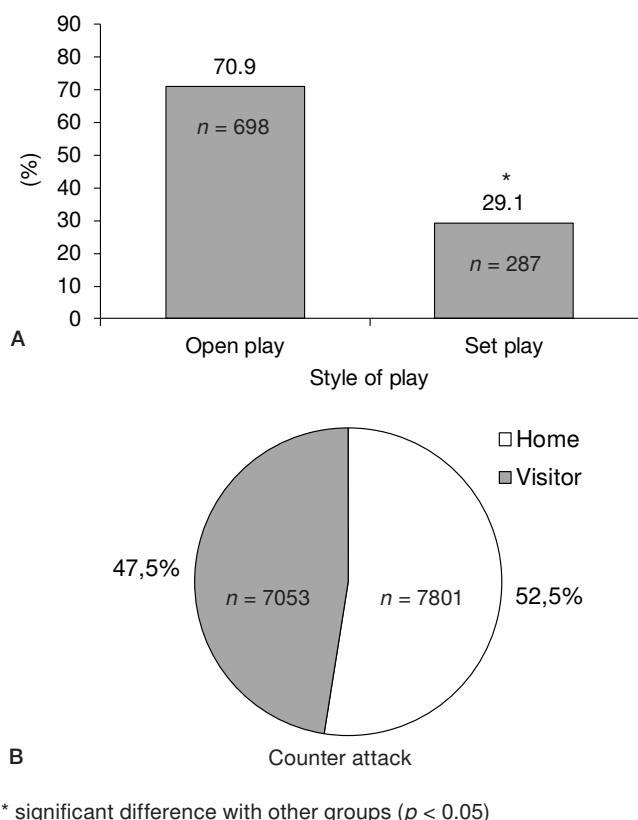 90
80
70
60
50
40
30
20
10
0
(%)
70.9
n = 698
*
29.1
n = 287
A
Open play
Set play
Style of play
Home
Visitor
47,5%
n = 7053
n = 7801
52,5%
B
Counter attack
* significant difference with other groups (p < 0.05)